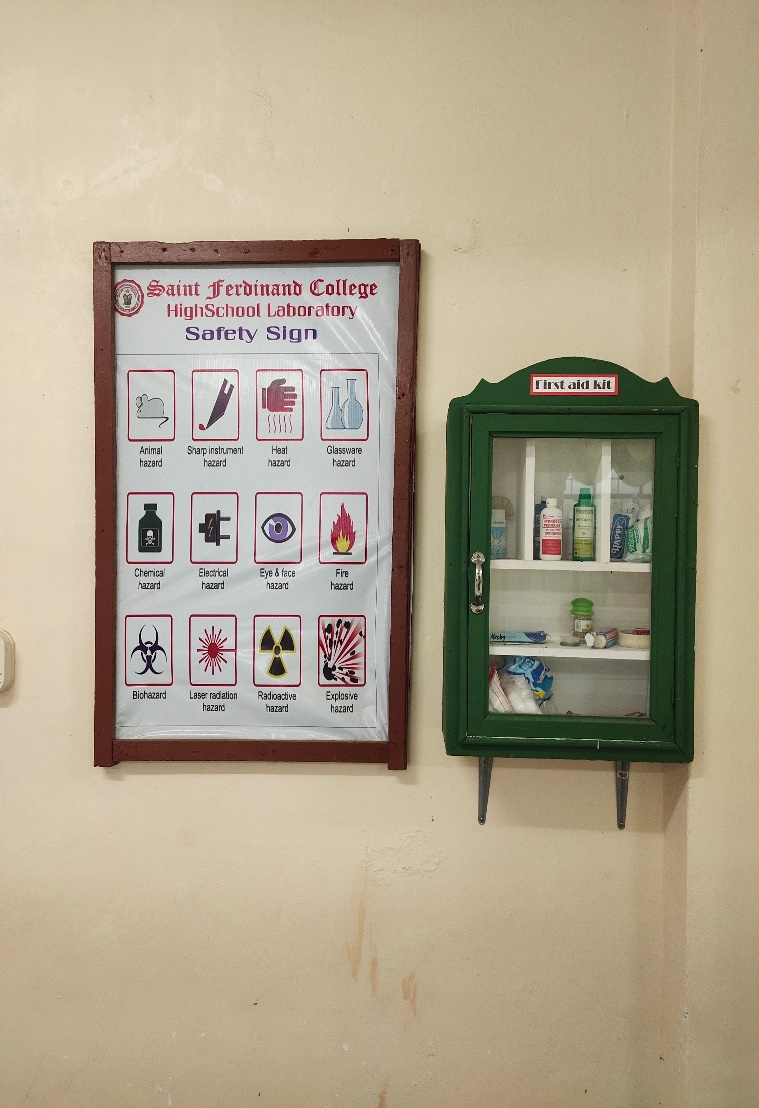 Saint Ferdinand College
HighSchool Laboratory
Safety Sign
Animal
hazard
Sharp instrument
hazard
Heat
hazard
Glassware
hazard
Chemical
hazard
Electrical
hazard
Eye & face
hazard
Fire
hazard
Biohazard
Laser radiation
hazard
Radioactive
hazard
Explosive
hazard
First aid kit
HAPPY